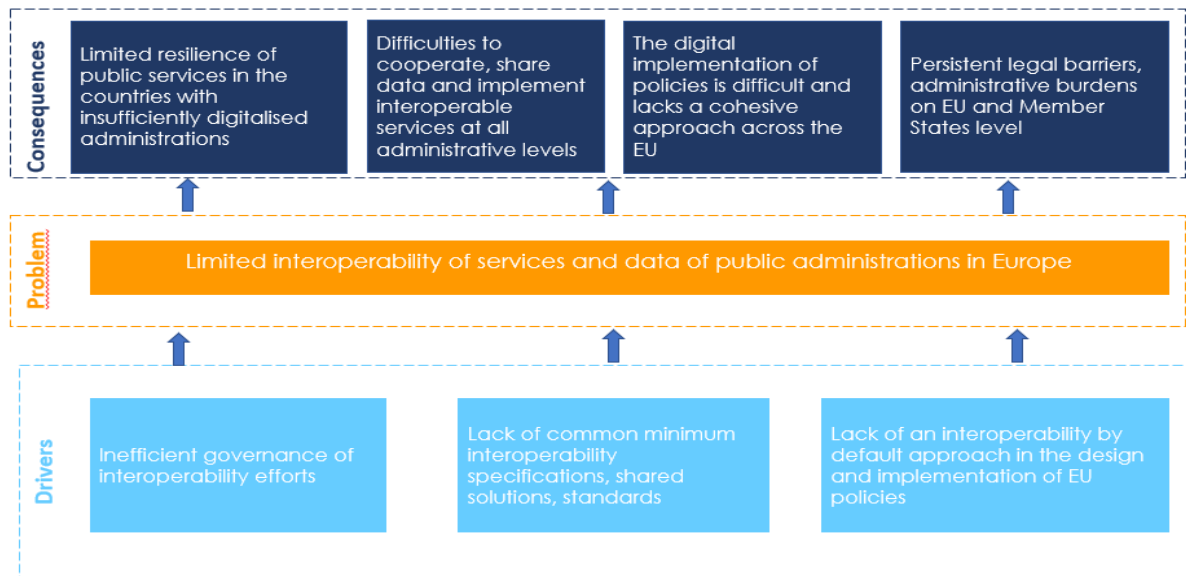 Consequences
Limited resilience of
public services in the
countries with
insufficiently digitalised
administrations
Difficulties to
cooperate, share
data and implement
interoperable
services at all
administrative levels
The digital
implementation of
policies is difficult and
lacks a cohesive
approach across the
EU
Persistent legal barriers,
administrative burdens
on EU and Member
States level
Problem
Limited interoperability of services and data of public administrations in Europe
Drivers
Inefficient governance of
interoperability efforts
Lack of common minimum
interoperability
specifications, shared
solutions, standards
Lack of an interoperability by
default approach in the design
and implementation of EU
policies